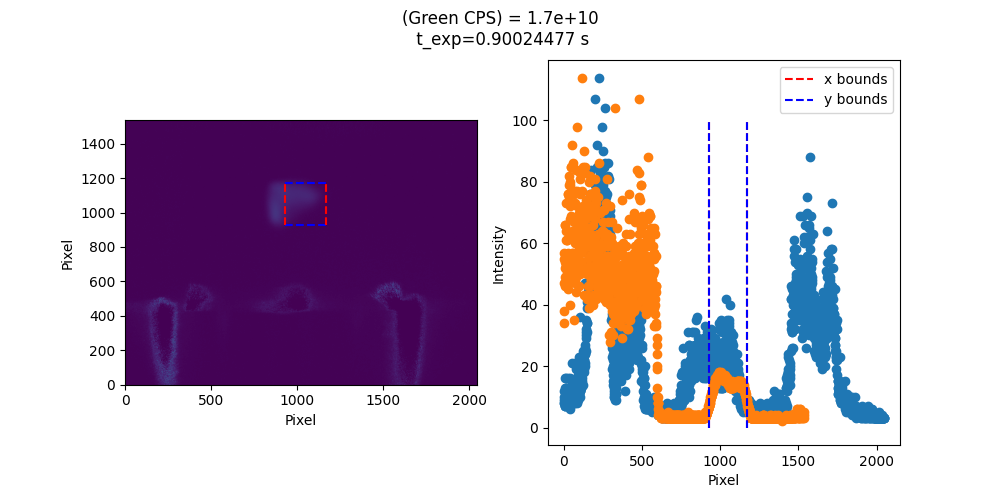 (Green CPS) = 1.7e+10
t_exp=0.90024477 s
x bounds
y bounds
1400
1200
1000
800
600
400
200
0
Pixel
0 500 1000 1500 2000
Pixel
100
80
60
40
20
0
Intensity
0 500 1000 1500 2000
Pixel